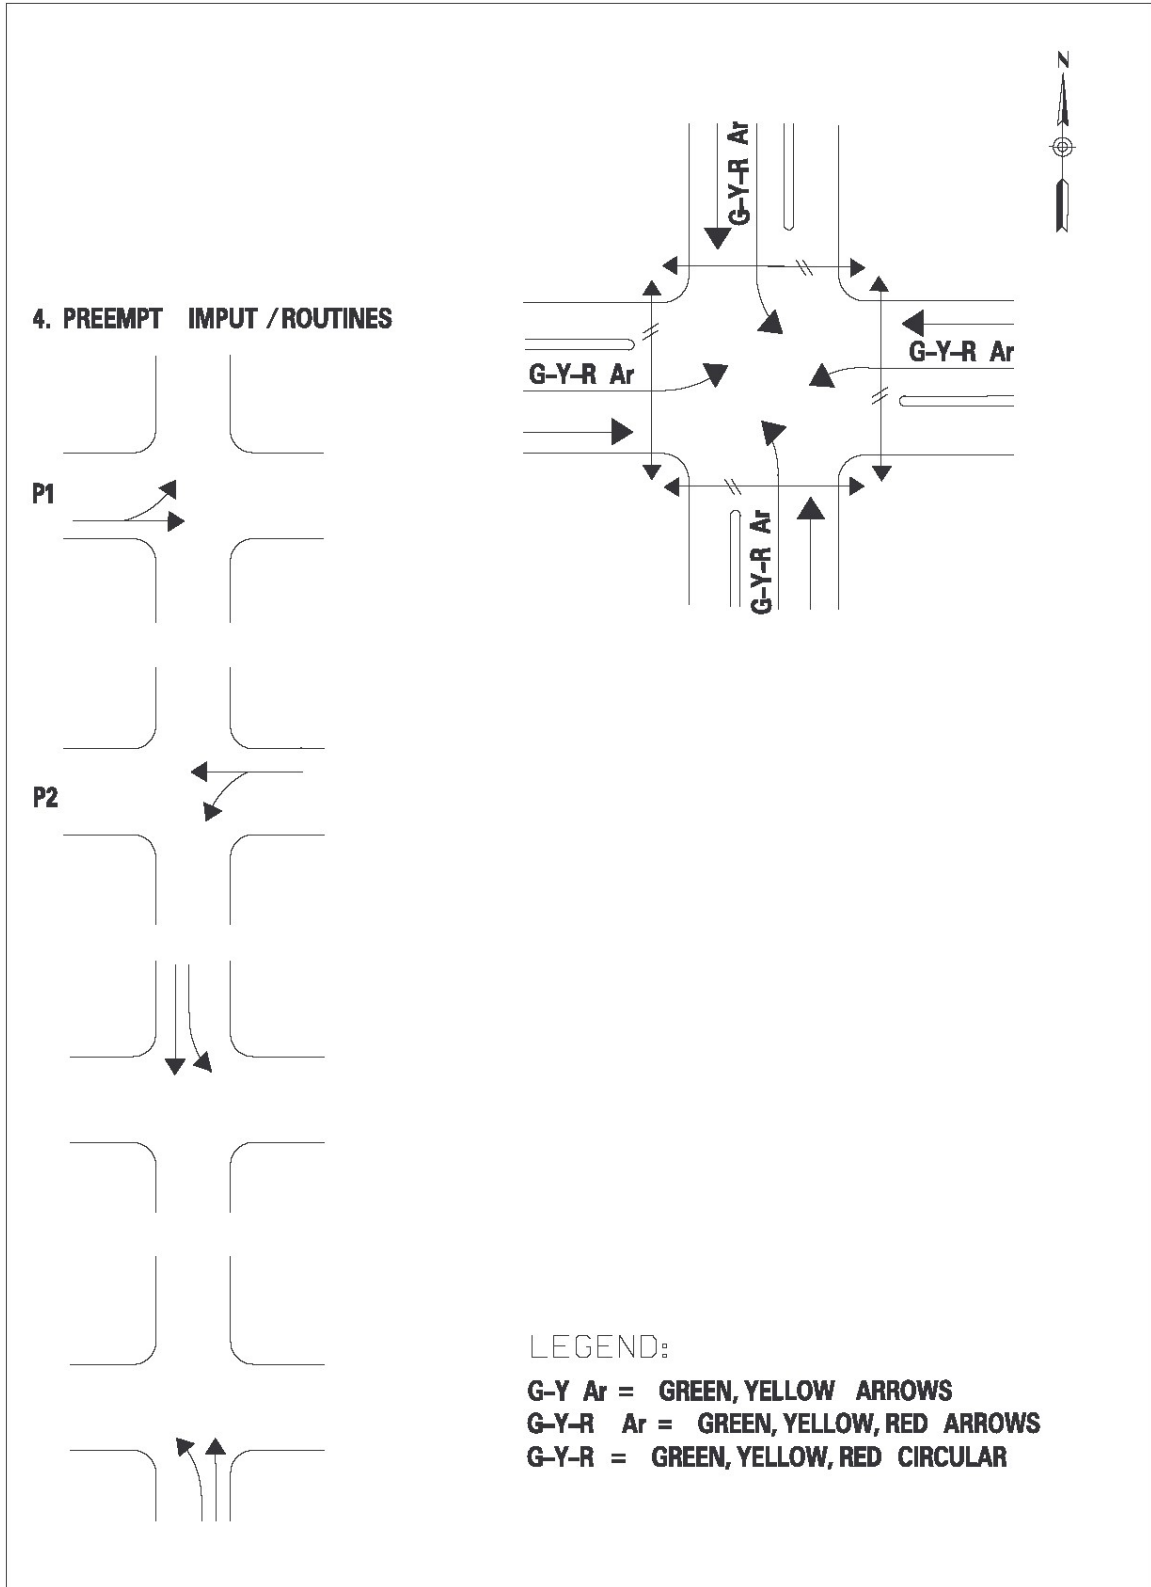 N
G–Y–R Ar
4. PREEMPT IMPUT / ROUTINES
G–Y–R Ar
G–Y–R Ar
P1
G–Y–R Ar
P2
LEGEND:
G–Y Ar = GREEN, YELLOW ARROWS
G–Y–R Ar = GREEN, YELLOW, RED ARROWS
G–Y–R = GREEN, YELLOW, RED CIRCULAR